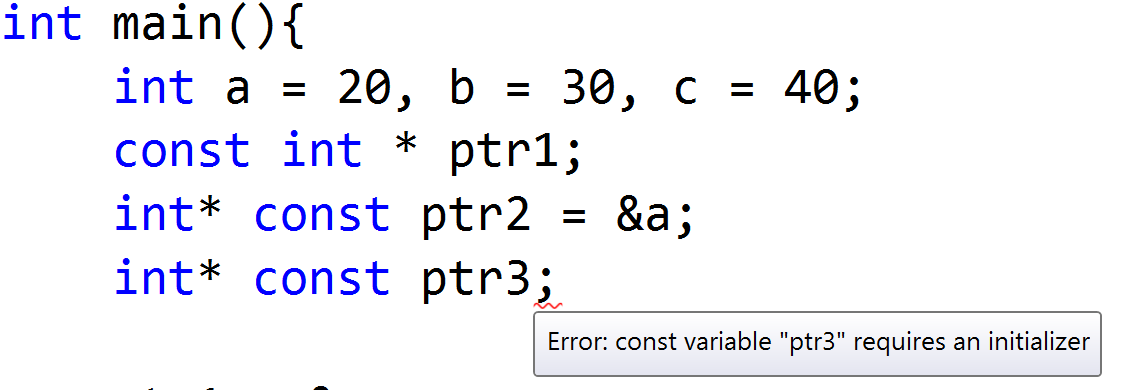 int main(){
int a = 20, b = 30, c = 40;
const int * ptr1;
int* const ptr2 = &a;
int* const ptr3;
Error: const variable "ptr3" requires an initializer